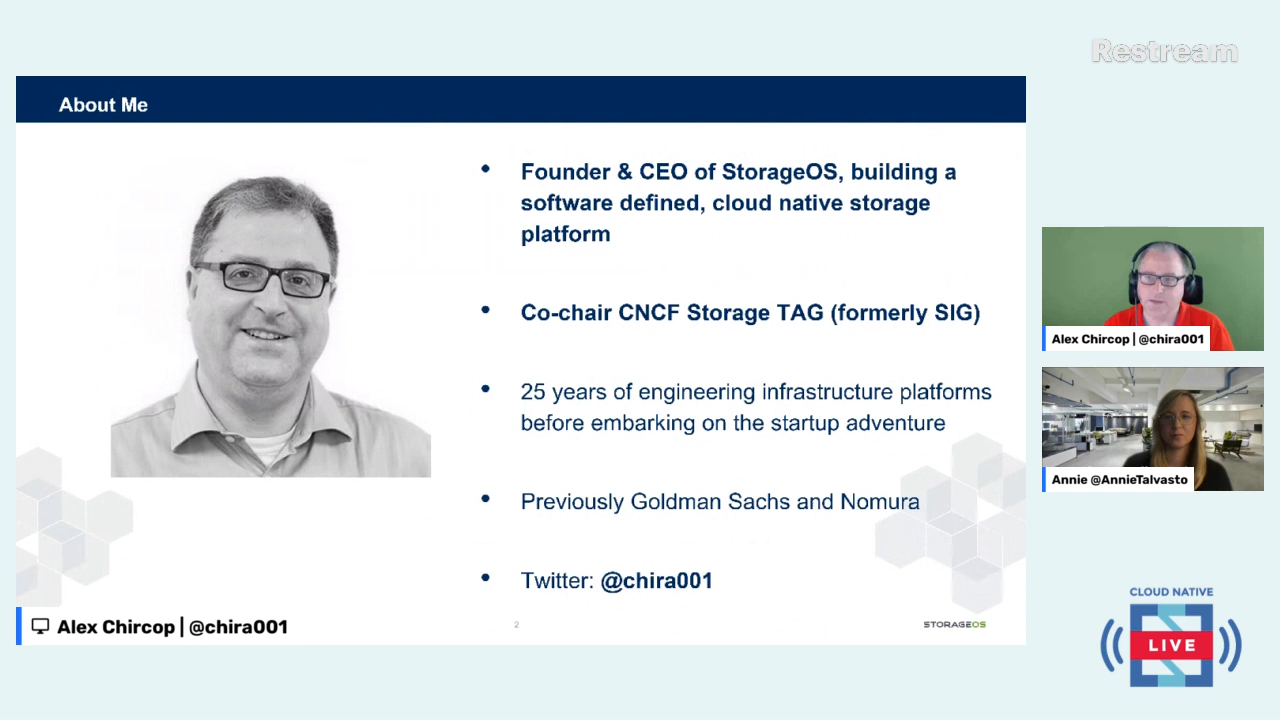 Restream
About Me
• Founder & CEO of StorageOS, building a
software defined, cloud native storage
platform
• Co-chair CNCF Storage TAG (formerly SIG)
• 25 years of engineering infrastructure platforms
before embarking on the startup adventure
• Previously Goldman Sachs and Nomura
• Twitter: @chira001
2
STORAGEOS
Alex Chircop | @chira001
Alex Chircop | @chira001
Annie @AnnieTalvasto
CLOUD NATIVE
LIVE